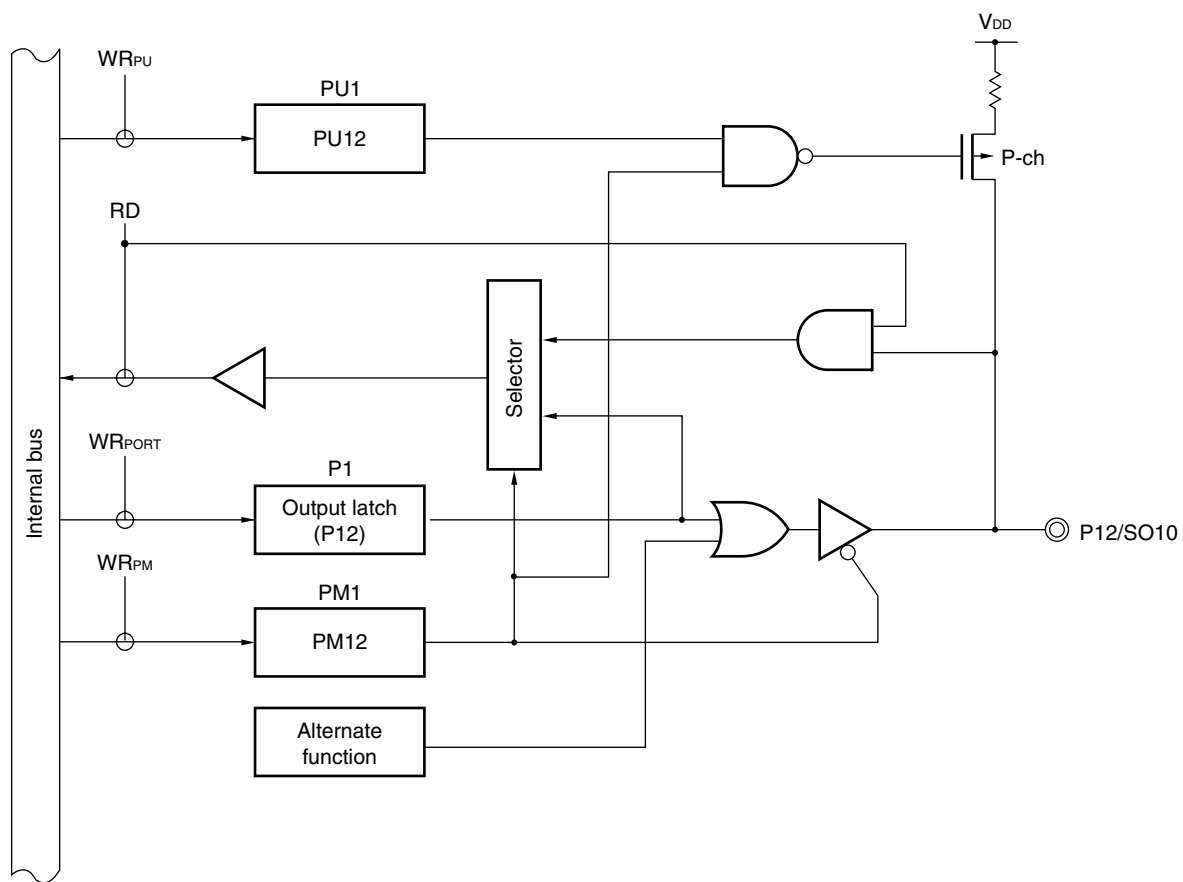 VDD
WRPU
PU1
PU12
P-ch
RD
Selector
Internal bus
WRPORT
P1
Output latch
(P12)
P12/SO10
WRPM
PM1
PM12
Alternate
function